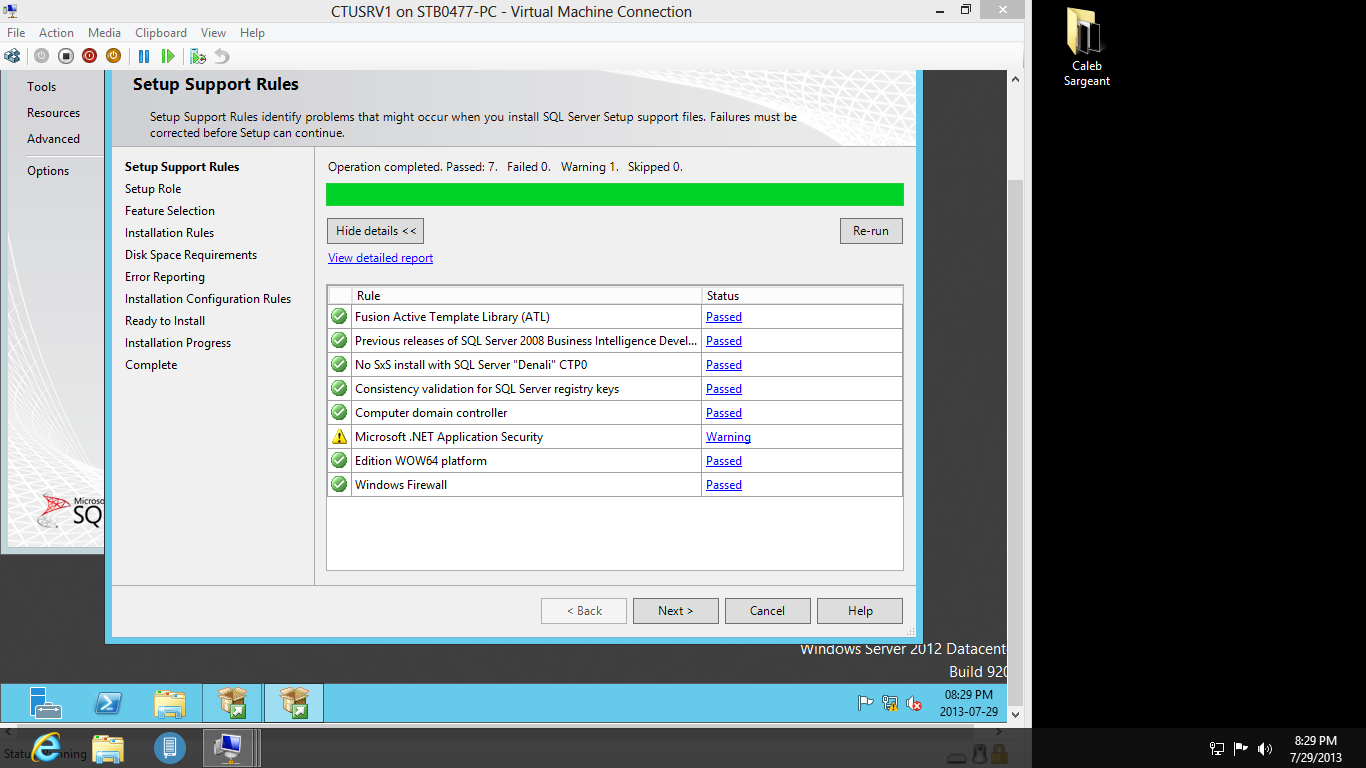 CTUSRV1 on STB0477-PC - Virtual Machine Connection
File Action Media Clipboard View Help
Caleb
Sargeant
Tools
Resources
Advanced
Options
Setup Support Rules
Setup Support Rules identify problems that might occur when you install SQL Server Setup support files. Failures must be
corrected before Setup can continue.
Setup Support Rules
Setup Role
Feature Selection
Installation Rules
Disk Space Requirements
Error Reporting
Installation Configuration Rules
Ready to Install
Installation Progress
Complete
Operation completed. Passed: 7. Failed 0. Warning 1. Skipped 0.
Hide details <<
Re-run
View detailed report
Rule Status
Fusion Active Template Library (ATL) Passed
Previous releases of SQL Server 2008 Business Intelligence Devel... Passed
No SxS install with SQL Server "Denali" CTP0 Passed
Consistency validation for SQL Server registry keys Passed
Computer domain controller Passed
Microsoft .NET Application Security Warning
Edition WOW64 platform Passed
Windows Firewall Passed
Microso
SQ
< Back Next > Cancel Help
Windows Server 2012 Datacent
Build 920
08:29 PM
2013-07-29
8:29 PM
7/29/2013